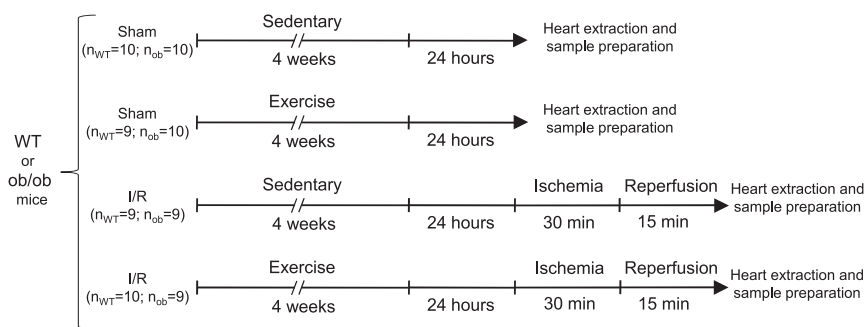 WT
or
ob/ob
mice
Sham
(nWT=10; nob=10)
Sedentary
4 weeks
24 hours
Heart extraction and
sample preparation
Sham
(nWT=9; nob=10)
Exercise
4 weeks
24 hours
Heart extraction and
sample preparation
I/R
(nWT=9; nob=9)
Sedentary
4 weeks
24 hours
Ischemia
30 min
Reperfusion
15 min
Heart extraction and
sample preparation
I/R
(nWT=10; nob=9)
Exercise
4 weeks
24 hours
Ischemia
30 min
Reperfusion
15 min
Heart extraction and
sample preparation